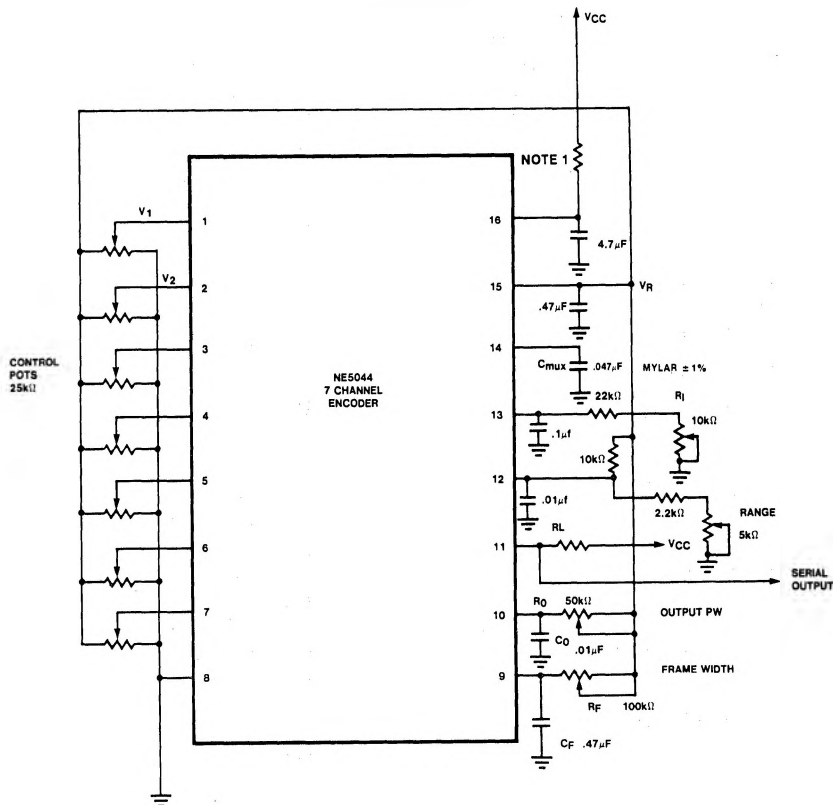 VCC
NOTE 1
V1
1
16
4.7µF
V2
2
15
VR
.47µF
3
14
Cmux
.047µF
MYLAR ±1%
CONTROL
POTS
25kΩ
NE5044
7 CHANNEL
ENCODER
22kΩ
RI
4
13
10kΩ
.1µf
10kΩ
5
12
.01µf
2.2kΩ
RANGE
5kΩ
6
11
RL
VCC
SERIAL
OUTPUT
7
10
RO
50kΩ
OUTPUT PW
CO
.01µF
FRAME WIDTH
8
9
RF
100kΩ
CF .47µF